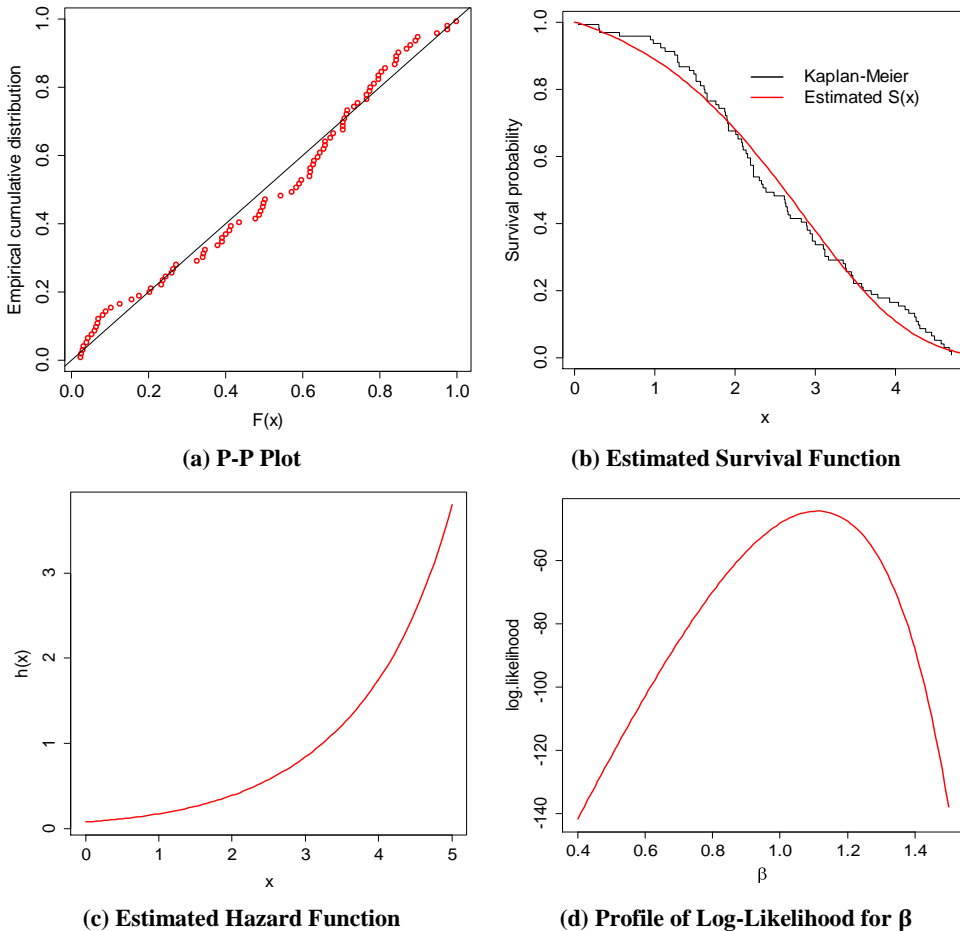 Empirical cumulative distribution
0.0 0.2 0.4 0.6 0.8 1.0
0.0 0.2 0.4 0.6 0.8 1.0
F(x)
(a) P-P Plot
Survival probability
0.0 0.2 0.4 0.6 0.8 1.0
Kaplan-Meier
Estimated S(x)
0 1 2 3 4
x
(b) Estimated Survival Function
h(x)
0 1 2 3
0 1 2 3 4 5
x
(c) Estimated Hazard Function
log.likelihood
-140 -120 -100 -80 -60
0.4 0.6 0.8 1.0 1.2 1.4
β
(d) Profile of Log-Likelihood for β